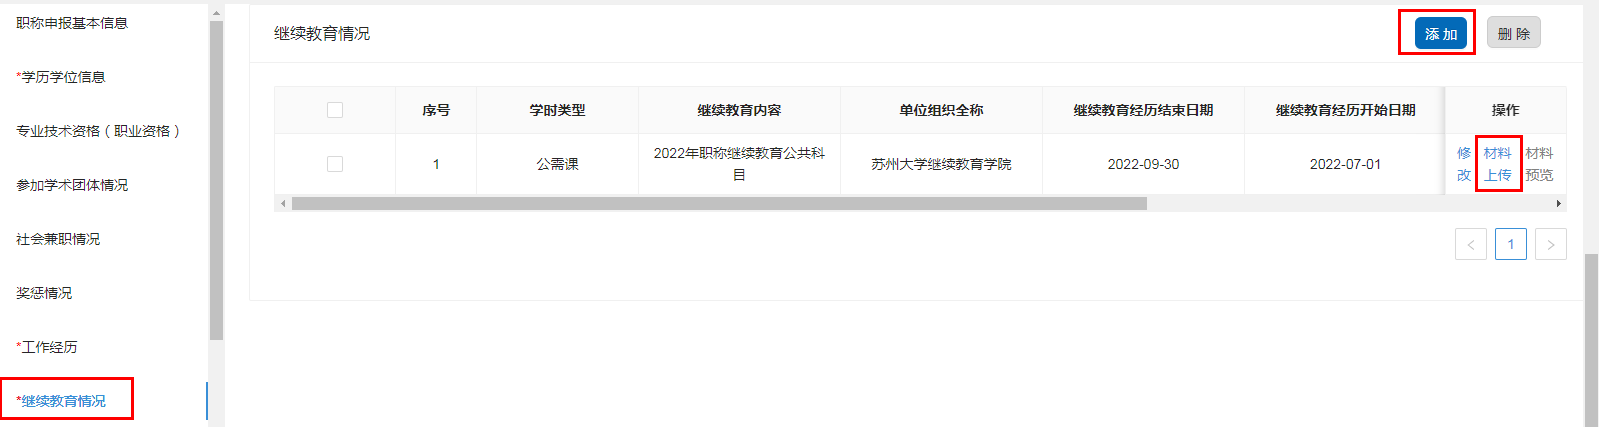 职称申报基本信息
*学历学位信息
专业技术资格（职业资格）
参加学术团体情况
社会兼职情况
奖惩情况
*工作经历
*继续教育情况
继续教育情况
添加 删除
序号 学时类型 继续教育内容 单位组织全称 继续教育经历结束日期 继续教育经历开始日期 操作
1 公需课 2022年职称继续教育公共科
目 苏州大学继续教育学院 2022-09-30 2022-07-01 修
改 材料
上传 材料
预览
< 1 >